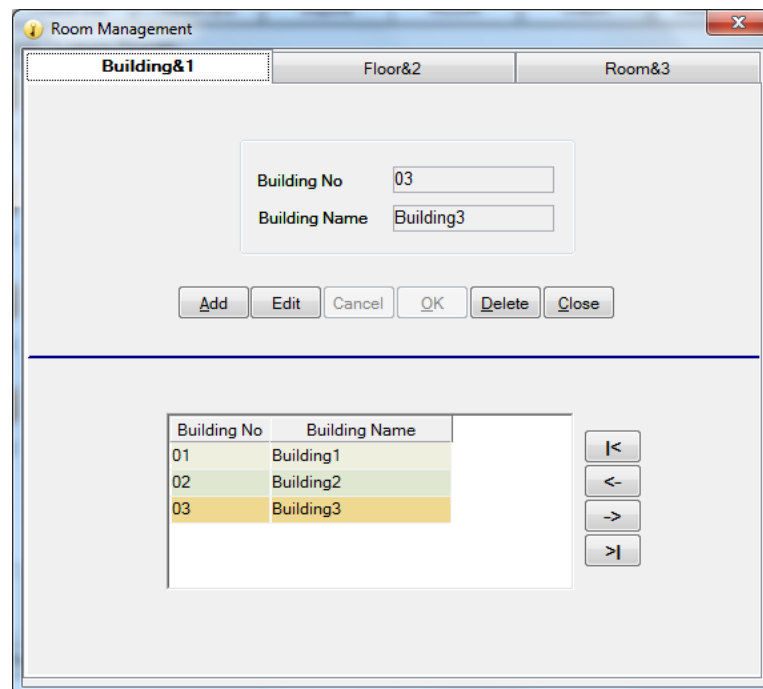 Room Management
Building&1 Floor&2 Room&3
Building No 03
Building Name Building3
Add Edit Cancel OK Delete Close
Building No Building Name
01 Building1
02 Building2
03 Building3
|<
<-
->
>|